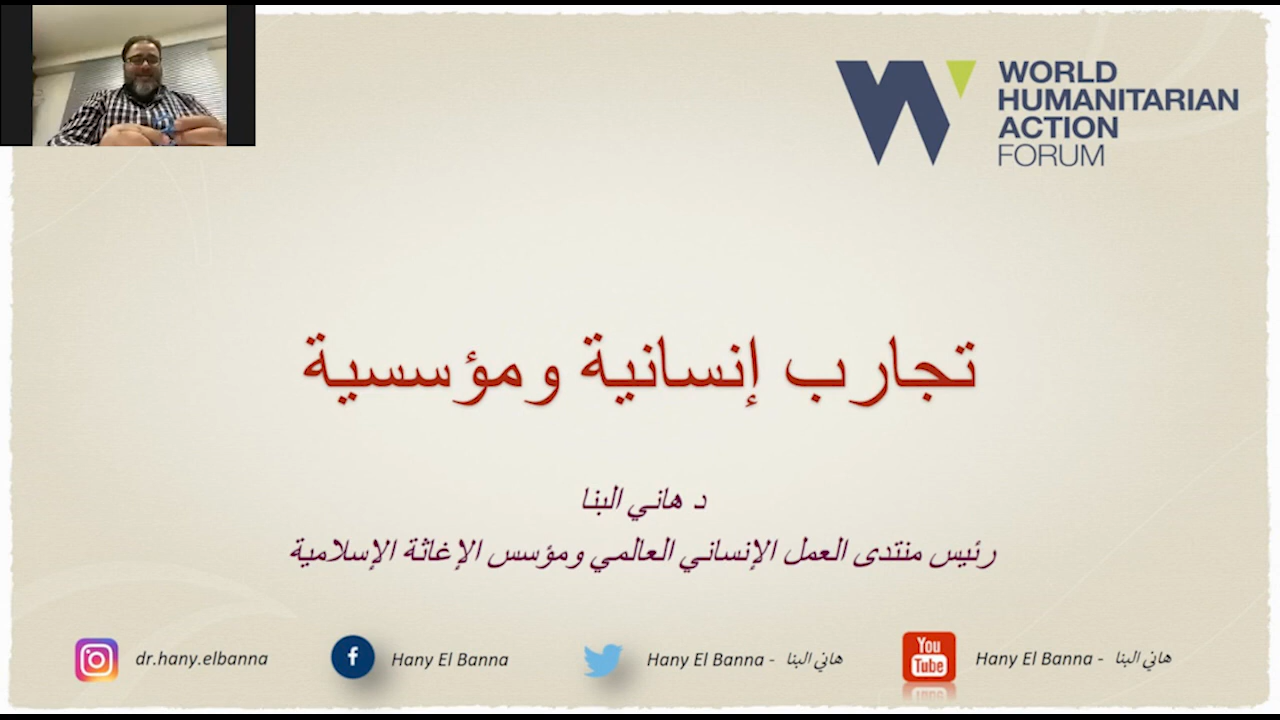 WORLD
HUMANITARIAN
ACTION
FORUM
تجارب إنسانية ومؤسسية
د هاني البنا
رئيس منتدى العمل الإنساني العالمي ومؤسس الإغاثة الإسلامية
dr.hany.elbanna
f Hany El Banna
Hany El Banna - هاني البنا
You Tube Hany El Banna - هاني البنا